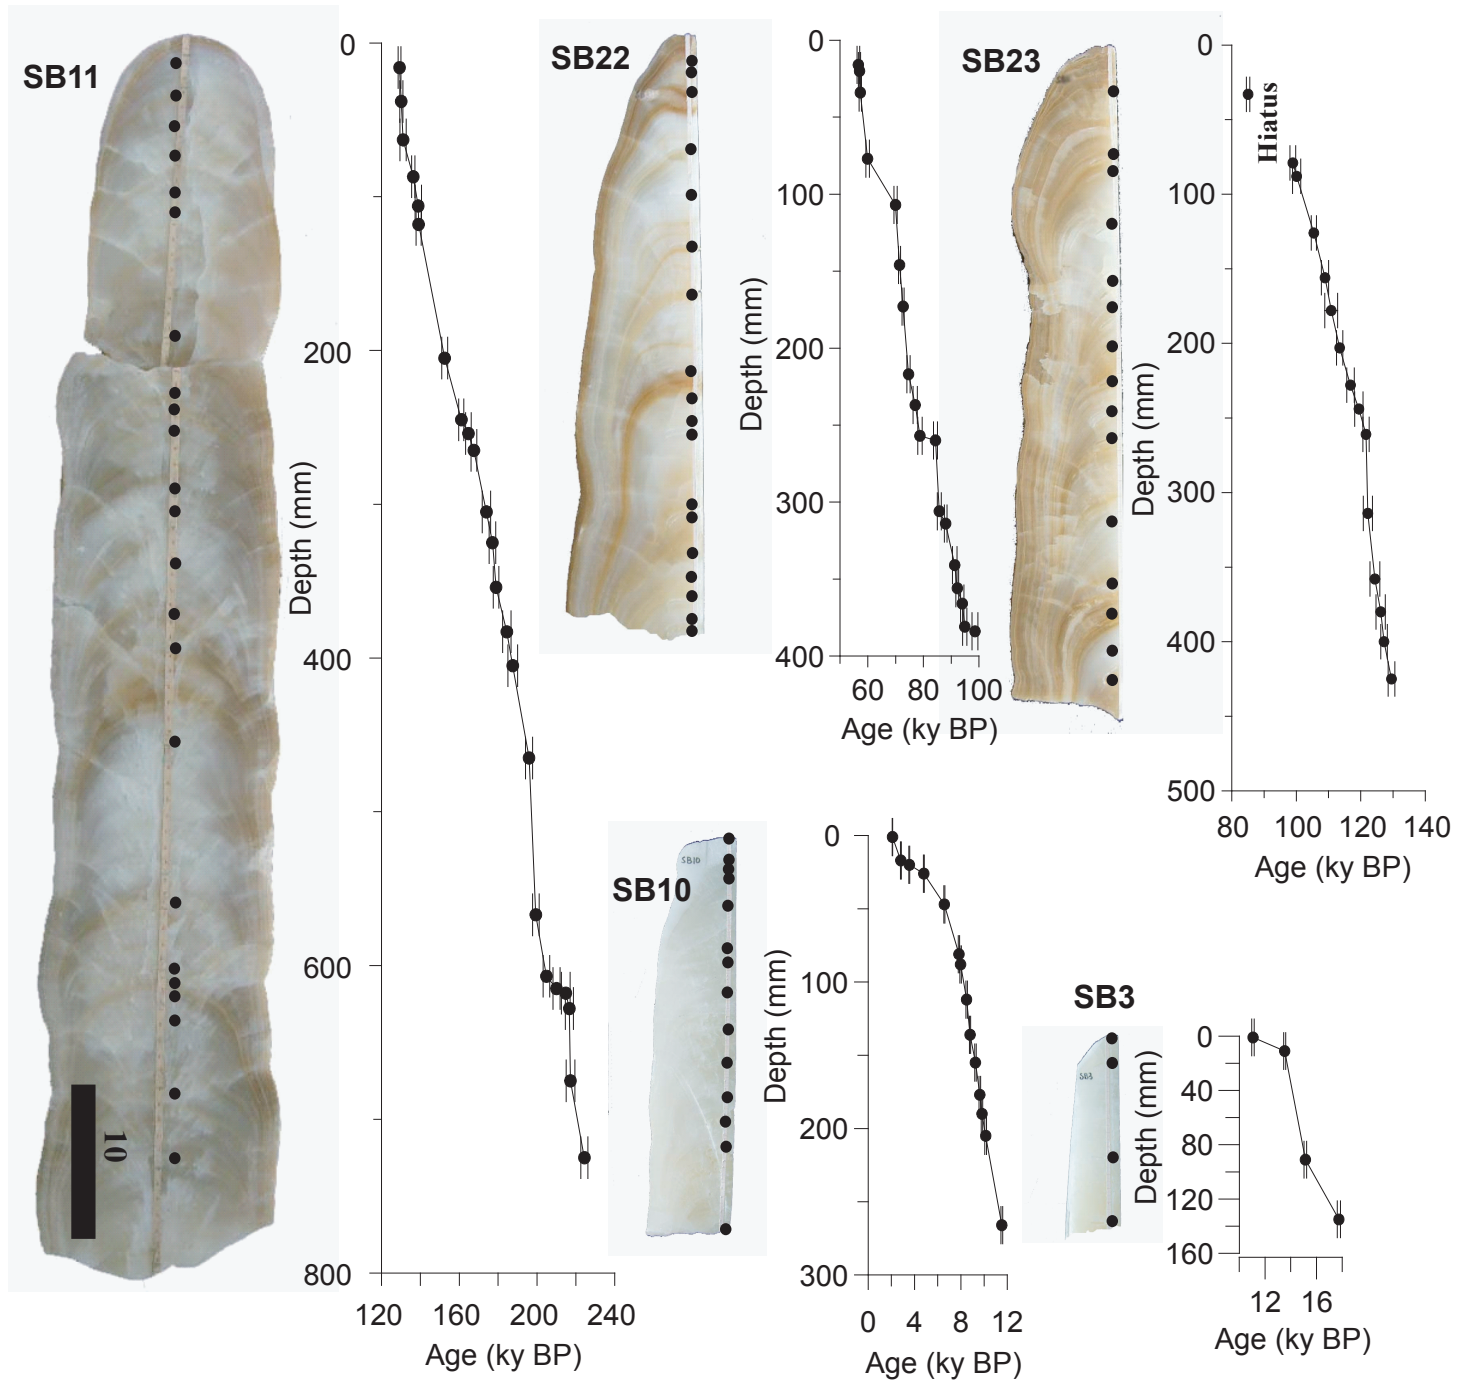 SB11
0
200
400
600
800
Depth (mm)
120 160 200 240
Age (ky BP)
10
SB22
0
100
200
300
400
Depth (mm)
60 80 100
Age (ky BP)
SB23
0
100
200
300
400
500
Depth (mm)
Hiatus
80 100 120 140
Age (ky BP)
SB10
SB10
0
100
200
300
Depth (mm)
0 4 8 12
Age (ky BP)
SB3
SB3
0
40
80
120
160
Depth (mm)
12 16
Age (ky BP)